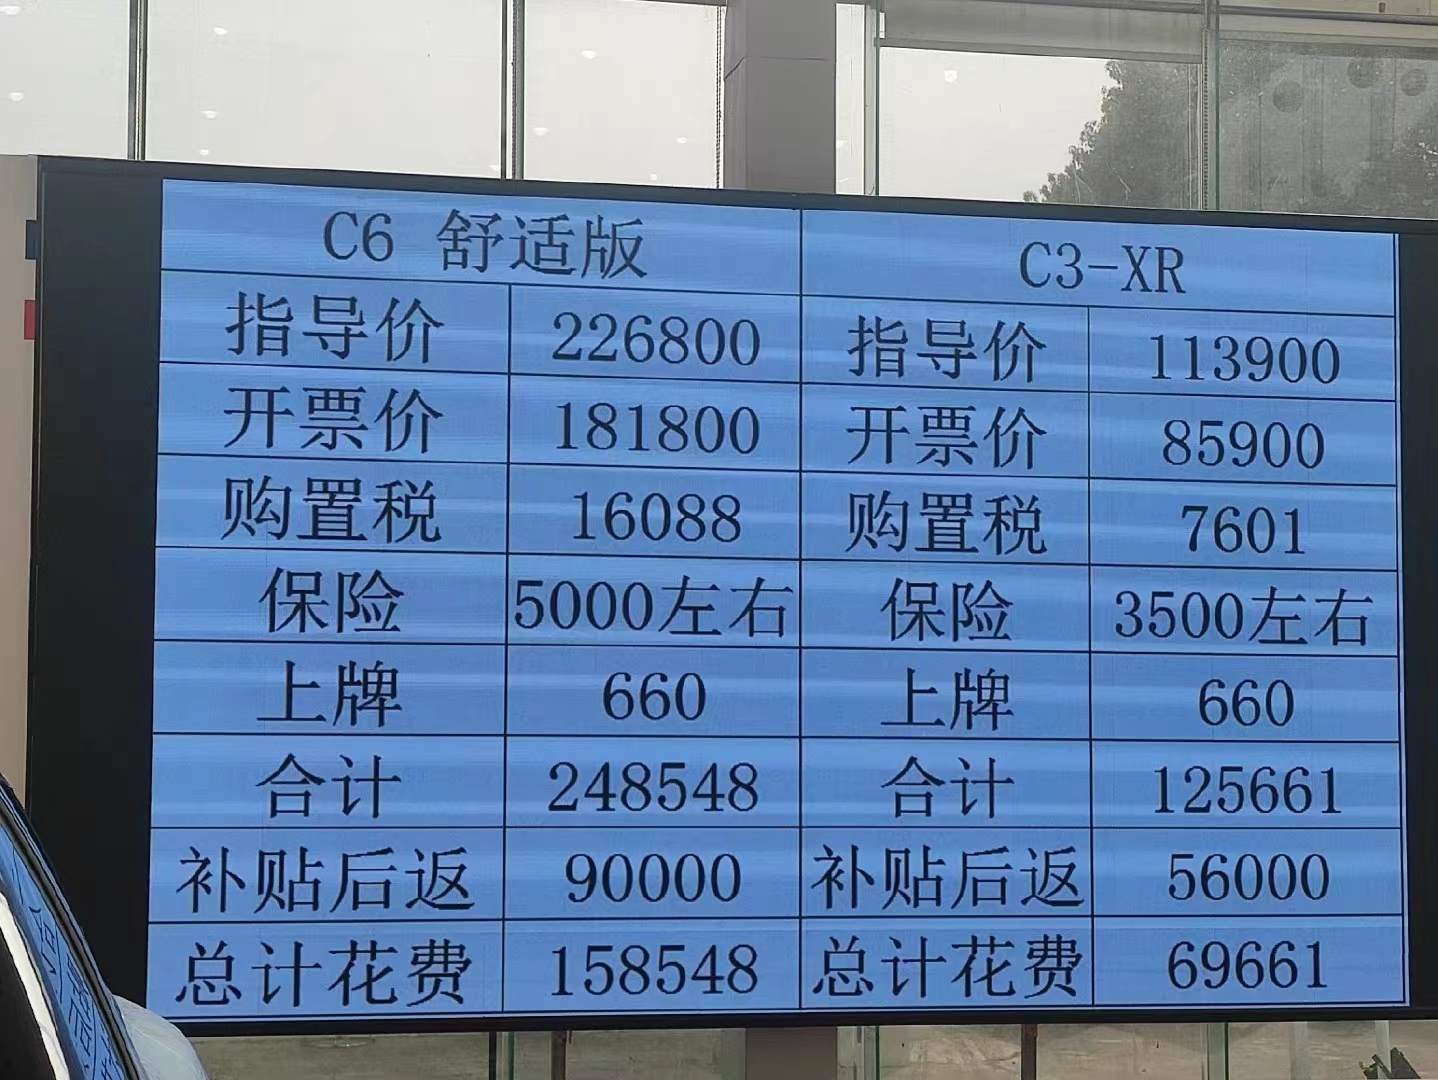 C6 舒适版 C3-XR
指导价 226800 指导价 113900
开票价 181800 开票价 85900
购置税 16088 购置税 7601
保险 5000左右 保险 3500左右
上牌 660 上牌 660
合计 248548 合计 125661
补贴后返 90000 补贴后返 56000
总计花费 158548 总计花费 69661